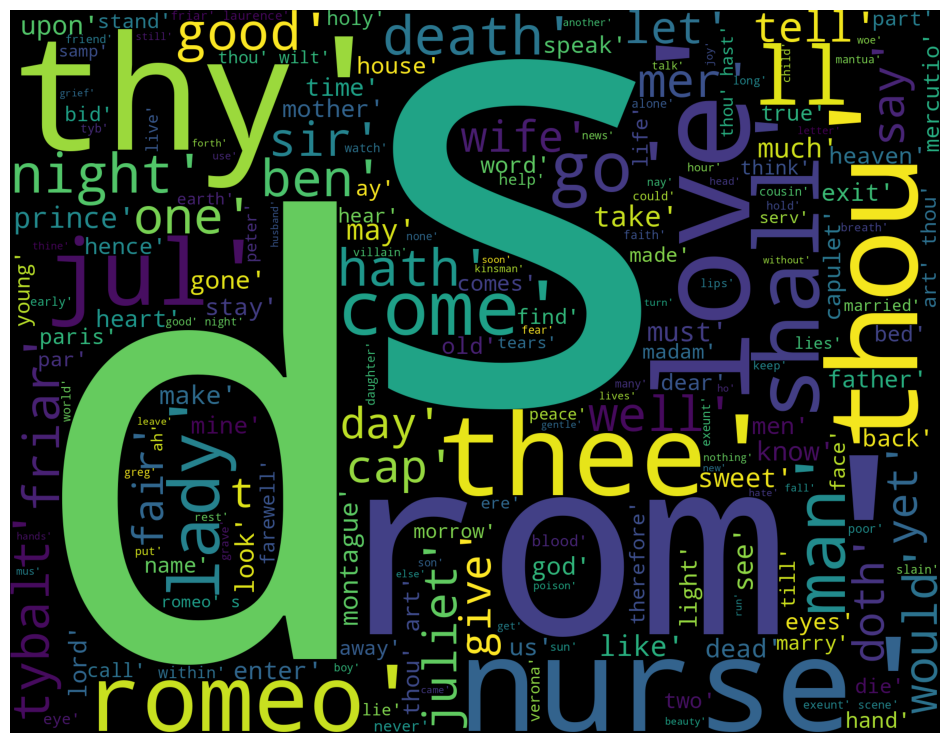 upon'
stand'
friar' laurence'
holy'
friend'
still'
samp'
good'
thou' wilt'
death'
speak'
another'
let'
tell'
part'
woe'
mantua'
thy'
s
house'
time'
mother'
talk'
mer'
thou' hast'
child'
joy'
long'
ll'
say'
mercutio'
grief'
bid'
tyb'
live'
forth'
use'
sir'
watch'
wife'
news'
word'
help'
go'
life'
alone'
true'
much'
think'
heaven'
night'
ben'
ay'
earth'
hour'
nay'
could'
head'
faith'
love'
letter'
cousin'
hold'
serv'
exit'
shall'
thou'
prince'
one'
peter'
husband'
hear'
may'
take'
breath'
art' thou'
thine'
hence'
jul'
none'
villain'
hath'
soon'
kinsman'
comes'
made'
without'
capulet'
young'
early'
gone'
stay'
come'
find'
fear'
turn'
lips'
married'
heart'
good' night'
paris'
par'
old'
tears'
must'
madam'
lies'
bed'
keep'
world'
d
daughter'
many'
lives'
ho'
dear'
father'
friar'
make'
mine'
leave'
ah'
fair'
lady'
greg'
day'
peace'
gentle'
well'
exeunt'
men'
know'
nothing'
new'
back'
cap'
thee'
sweet'
hate'
fall'
face'
look' t
rest'
grave'
farewell'
put'
name'
romeo' s
montague'
ere'
rom'
man'
yet'
poor'
slain'
hands'
mus'
tybalt'
morrow'
blood'
son'
else'
god'
poison'
therefore'
light'
see'
run'
till'
eyes'
doth'
would'
juliet'
give'
art'
thou'
away'
get'
us'
sun'
like'
dead'
marry'
die'
lord'
call'
within'
enter'
boy'
eye'
romeo'
lie'
came'
never'
nurse'
verona'
two'
beauty'
exeunt' scene'
hand'